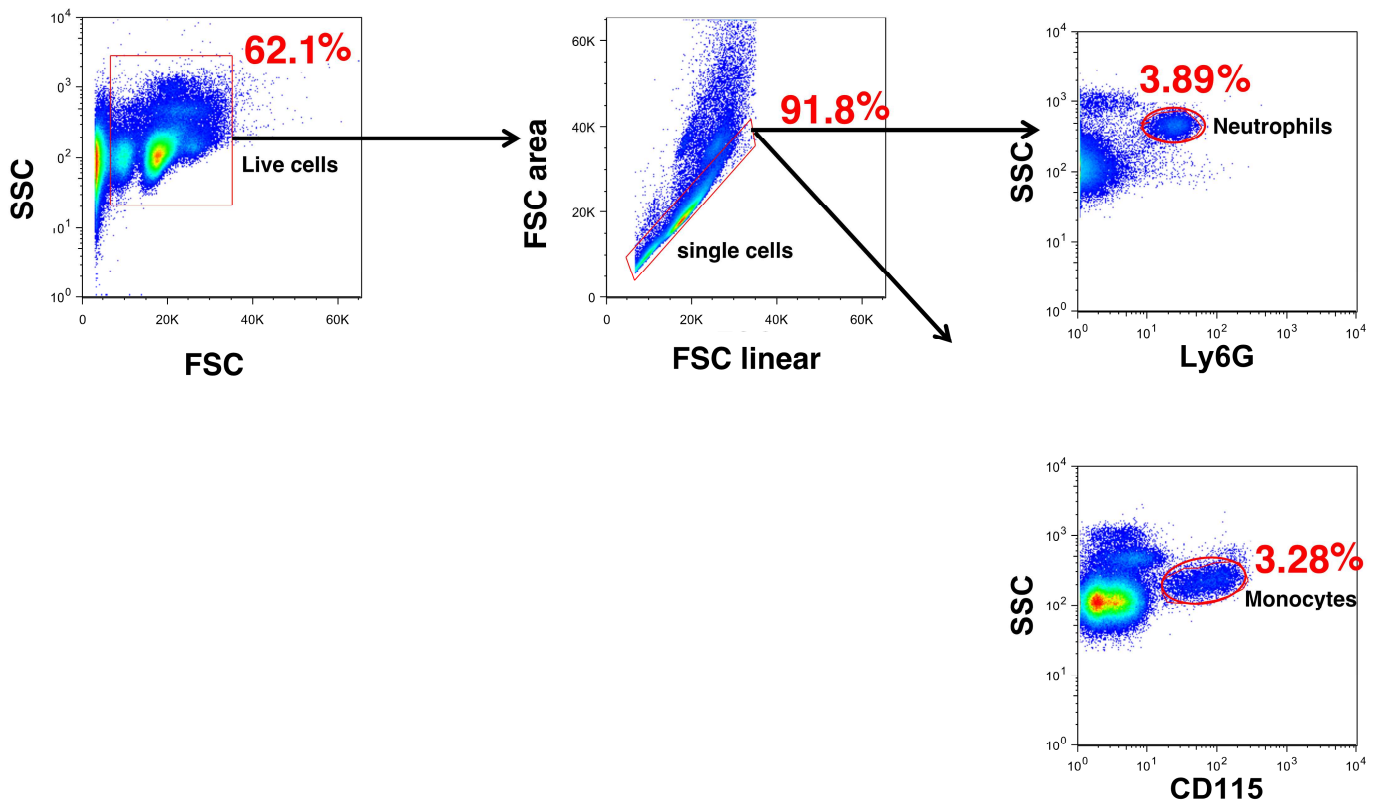 10^4
10^3
10^2
10^1
10^0
SSC
62.1%
Live cells
0
20K
40K
60K
FSC
60K
40K
20K
0
FSC area
91.8%
single cells
0
20K
40K
60K
FSC linear
10^4
10^3
10^2
10^1
10^0
SSC
3.89%
Neutrophils
10^0
10^1
10^2
10^3
10^4
Ly6G
10^4
10^3
10^2
10^1
10^0
SSC
3.28%
Monocytes
10^0
10^1
10^2
10^3
10^4
CD115